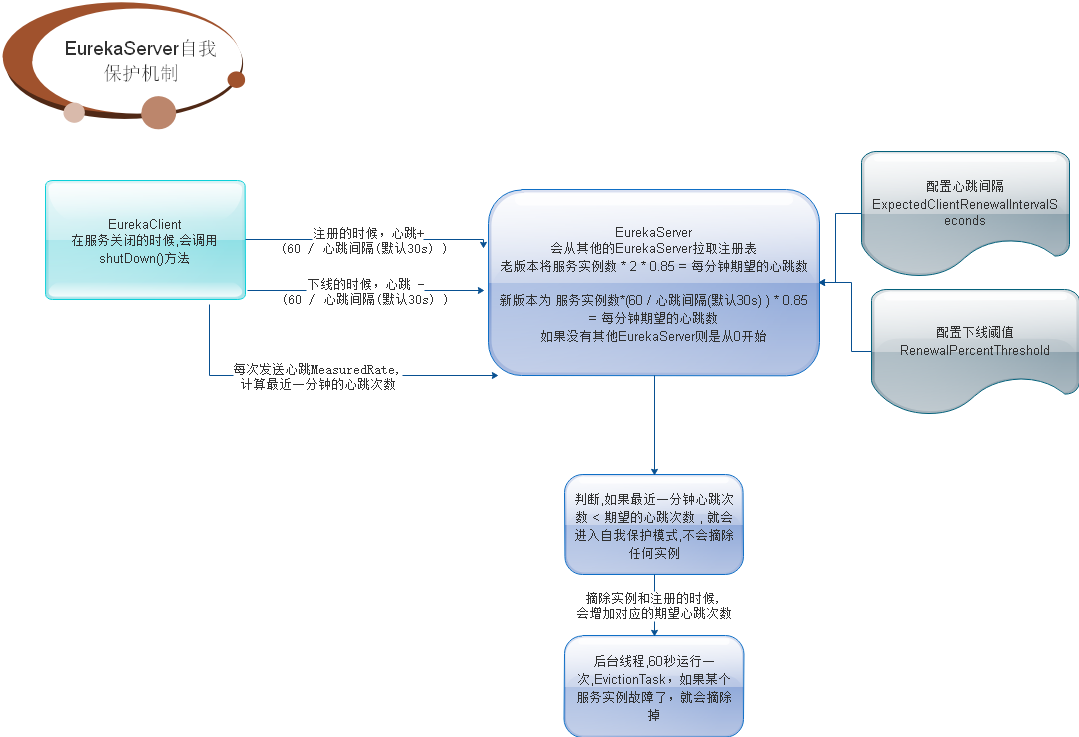 EurekaServer自我
保护机制
EurekaClient
在服务关闭的时候,会调用
shutDown()方法
注册的时候，心跳+
(60 / 心跳间隔(默认30s) )
下线的时候，心跳 -
(60 / 心跳间隔(默认30s) )
每次发送心跳MeasuredRate,
计算最近一分钟的心跳次数
EurekaServer
会从其他的EurekaServer拉取注册表
老版本将服务实例数 * 2 * 0.85 = 每分钟期望的心跳数
新版本为 服务实例数*(60 / 心跳间隔(默认30s) ) * 0.85
= 每分钟期望的心跳数
如果没有其他EurekaServer则是从0开始
配置心跳间隔
ExpectedClientRenewalIntervalS
econds
配置下线阈值
RenewalPercentThreshold
判断,如果最近一分钟心跳次
数 < 期望的心跳次数 , 就会
进入自我保护模式,不会摘除
任何实例
摘除实例和注册的时候,
会增加对应的期望心跳次数
后台线程,60秒运行一
次,EvictionTask，如果某个
服务实例故障了，就会摘除
掉